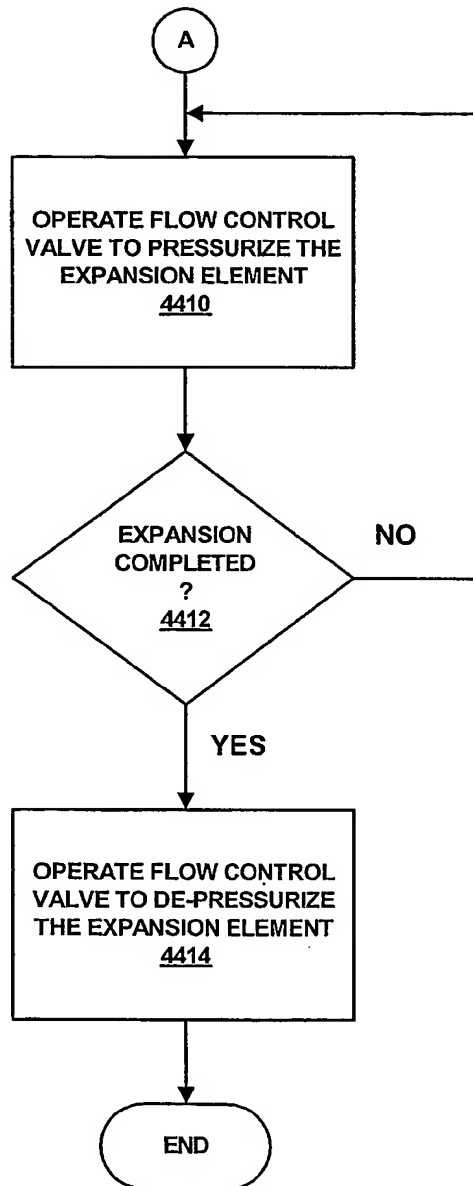 A
OPERATE FLOW CONTROL
VALVE TO PRESSURIZE THE
EXPANSION ELEMENT
4410
EXPANSION
COMPLETED
?
4412
NO
YES
OPERATE FLOW CONTROL
VALVE TO DE-PRESSURIZE
THE EXPANSION ELEMENT
4414
END